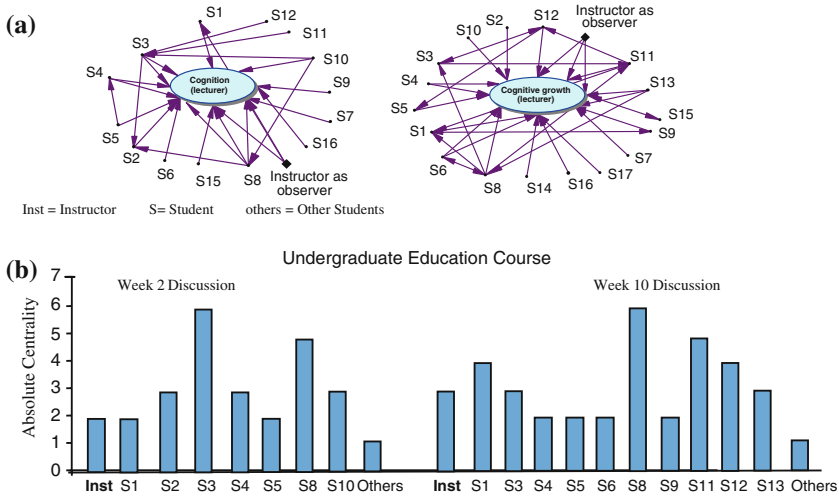 (a)
S1
S12
S3
S11
S10
S4
Cognition
(lecturer)
S9
S7
S5
S2
S16
S6
S15
S8
Instructor as
observer
Instructor as
observer
S12
S2
S10
S3
S11
S4
Cognitive growth
(lecturer)
S13
S5
S15
S1
S9
S6
S7
S8
S14
S16
S17
Inst = Instructor S= Student others = Other Students
(b)
Undergraduate Education Course
Week 2 Discussion Week 10 Discussion
Absolute Centrality
7
6
5
4
3
2
1
0
Inst S1 S2 S3 S4 S5 S8 S10 Others Inst S1 S3 S4 S5 S6 S8 S9 S11 S12 S13 Others